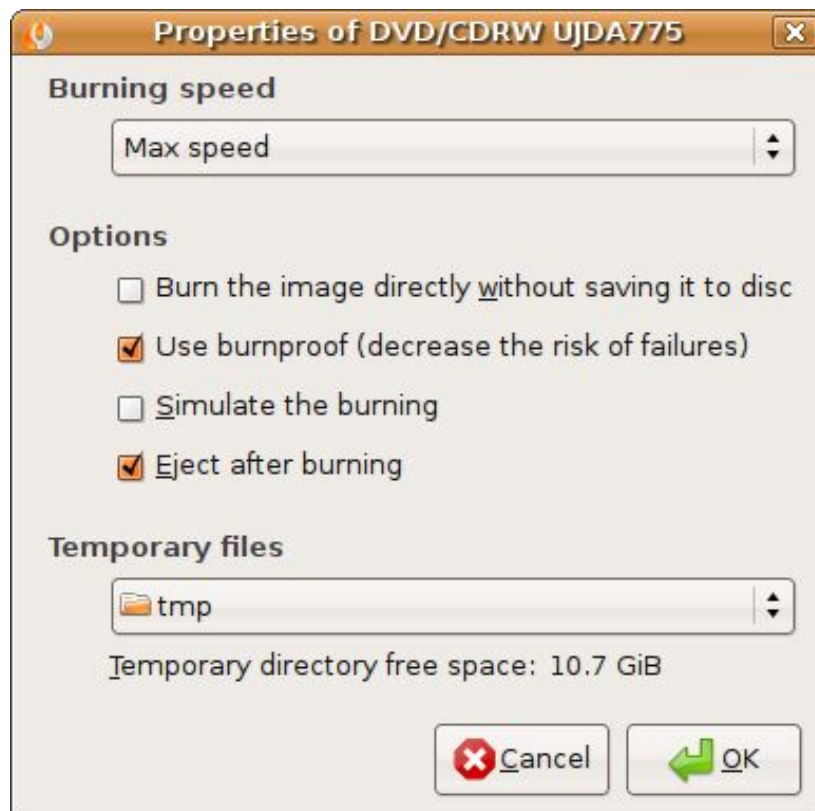 Properties of DVD/CDRW UJDA775
Burning speed
Max speed
Options
Burn the image directly without saving it to disc
Use burnproof (decrease the risk of failures)
Simulate the burning
Eject after burning
Temporary files
tmp
Temporary directory free space: 10.7 GiB
Cancel
OK